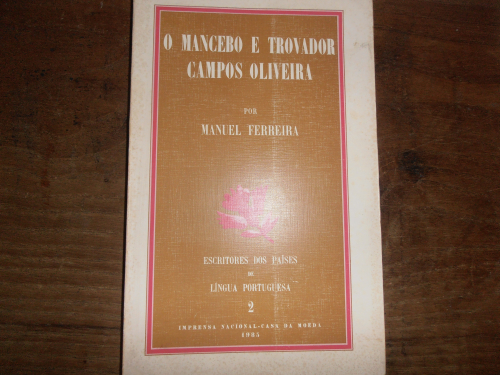 O MANCEBO E TROVADOR
CAMPOS OLIVEIRA
POR
MANUEL FERREIRA
ESCRITORES DOS PAÍSES
DE
LÍNGUA PORTUGUESA
2
IMPRENSA NACIONAL-CASA DA MOEDA
1985